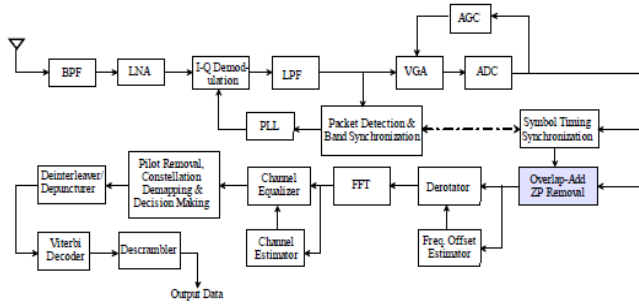 AGC
BPF
LNA
I-Q Demod-
ulation
LPF
VGA
ADC
PLL
Packet Detection &
Band Synchronization
Symbol Timing
Synchronization
Deinterleaver/
Depuncturer
Pilot Removal,
Constellation
Demapping &
Decision Making
Channel
Equalizer
FFT
Derotator
Overlap-Add
ZP Removal
Viterbi
Decoder
Descrambler
Channel
Estimator
Freq. Offset
Estimator
Output Data